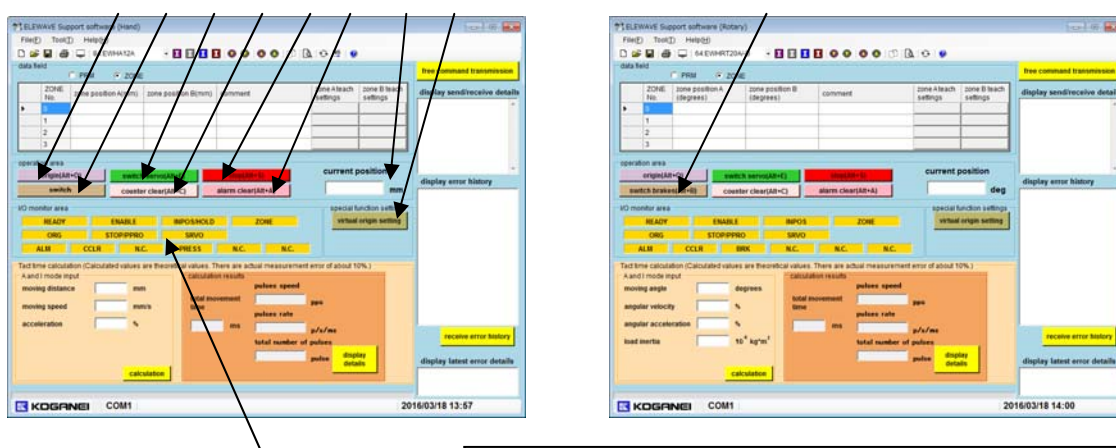 ELEWAVE Support software (Hand)
File(F) Tool(T) Help(H)
data field
PRM ZONE
ZONE No. zone position A(mm) zone position B(mm) comment zone A teach settings zone B teach settings
0
1
2
3
operation area
origin(Alt+O) switch servo(Alt+E)
switch counter clear(Alt+C) alarm clear(Alt+A)
current position
mm
I/O monitor area
READY ENABLE INPOS/HOLD ZONE
ORG STOP/PPRO SRVO
ALM CCLR N.C. PRESS N.C. N.C.
special function settings
virtual origin setting
Tact time calculation (Calculated values are theoretical values. There are actual measurement error of about 10%.)
A and I mode input
moving distance mm
moving speed mm/s
acceleration %
calculation
calculation results
total movement time ms
pulses speed
pps
pulses rate
p/s/ms
total number of pulses
pulse
display details
free command transmission
display send/receive details
display error history
receive error history
display latest error details
KOGANEI COM1 2016/03/18 13:57
ELEWAVE Support software (Rotary)
File(F) Tool(T) Help(H)
data field
PRM ZONE
ZONE No. zone position A (degrees) zone position B (degrees) comment zone A teach settings zone B teach settings
0
1
2
3
operation area
origin(Alt+O) switch servo(Alt+E)
switch brakes(Alt+B) counter clear(Alt+C) alarm clear(Alt+A)
current position
deg
I/O monitor area
READY ENABLE INPOS ZONE
ORG STOP/PPRO SRVO
ALM CCLR BRK N.C. N.C. N.C.
special function settings
virtual origin setting
Tact time calculation (Calculated values are theoretical values. There are actual measurement error of about 10%.)
A and I mode input
moving angle degrees
angular velocity %
angular acceleration %
load inertia 10⁻⁴ kg*m²
calculation
calculation results
total movement time ms
pulses speed
pps
pulses rate
p/s/ms
total number of pulses
pulse
display details
free command transmission
display send/receive details
display error history
receive error history
display latest error details
KOGANEI COM1 2016/03/18 14:00